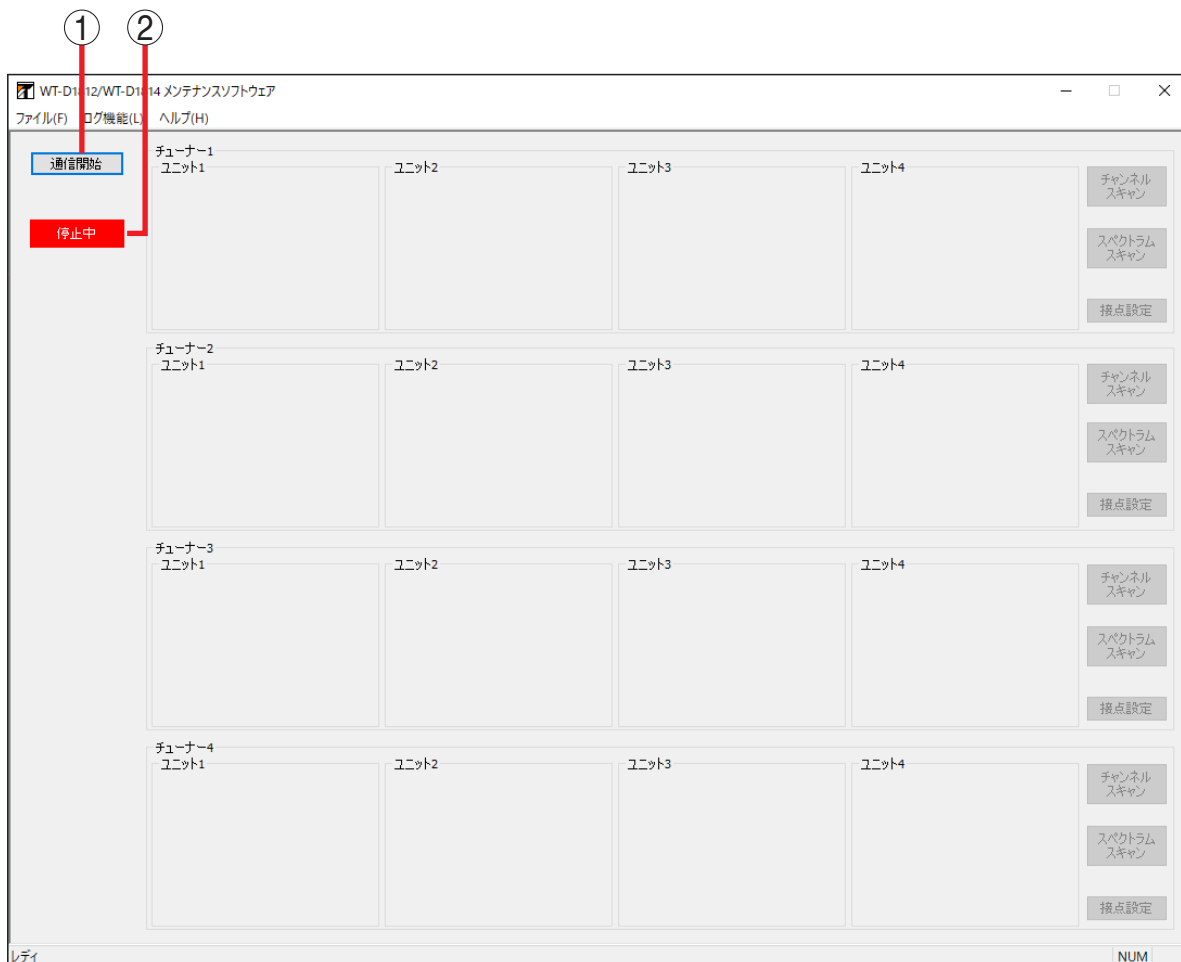 ① ②
WT-D1812/WT-D1814 メンテナンスソフトウェア
ファイル(F) ログ機能(L) ヘルプ(H)
通信開始
停止中
チューナー1
ユニット1 ユニット2 ユニット3 ユニット4
チャンネル
スキャン
スペクトラム
スキャン
接点設定
チューナー2
ユニット1 ユニット2 ユニット3 ユニット4
チャンネル
スキャン
スペクトラム
スキャン
接点設定
チューナー3
ユニット1 ユニット2 ユニット3 ユニット4
チャンネル
スキャン
スペクトラム
スキャン
接点設定
チューナー4
ユニット1 ユニット2 ユニット3 ユニット4
チャンネル
スキャン
スペクトラム
スキャン
接点設定
レディ NUM